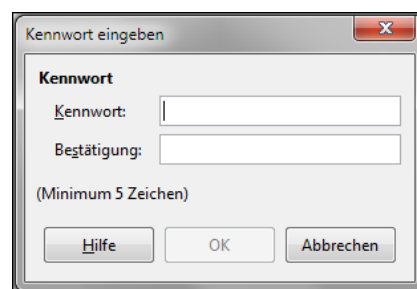 Kennwort eingeben
Kennwort
Kennwort:
Bestätigung:
(Minimum 5 Zeichen)
Hilfe OK Abbrechen